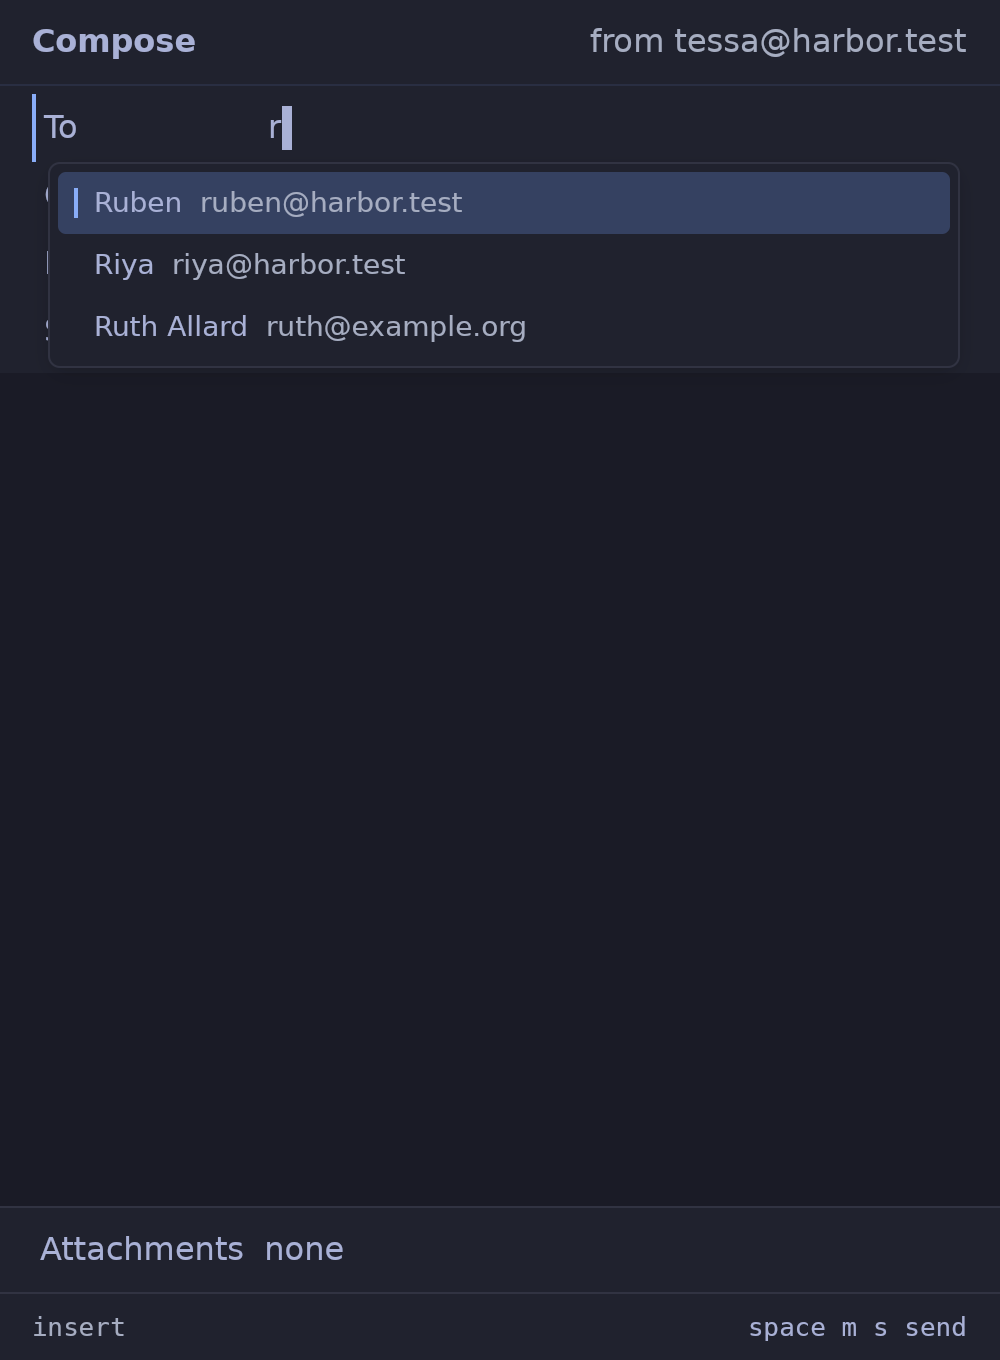 Compose from tessa@harbor.test
To r
Ruben ruben@harbor.test
Riya riya@harbor.test
Ruth Allard ruth@example.org
Attachments none
insert space m s send